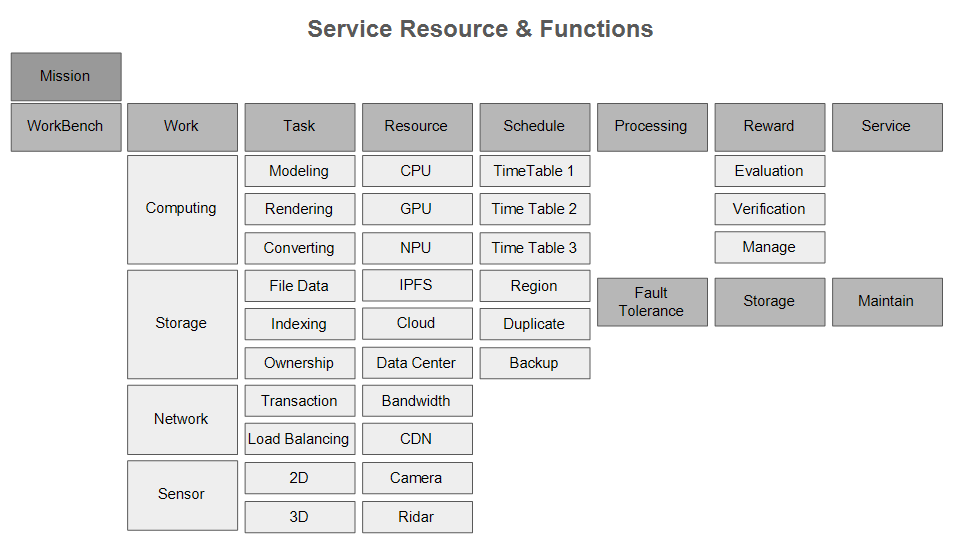 Service Resource & Functions
Mission
WorkBench
Work
Task
Resource
Schedule
Processing
Reward
Service
Computing
Modeling
CPU
TimeTable 1
Evaluation
Rendering
GPU
Time Table 2
Verification
Converting
NPU
Time Table 3
Manage
Storage
File Data
IPFS
Region
Fault
Tolerance
Storage
Maintain
Indexing
Cloud
Duplicate
Ownership
Data Center
Backup
Network
Transaction
Bandwidth
Load Balancing
CDN
Sensor
2D
Camera
3D
Ridar